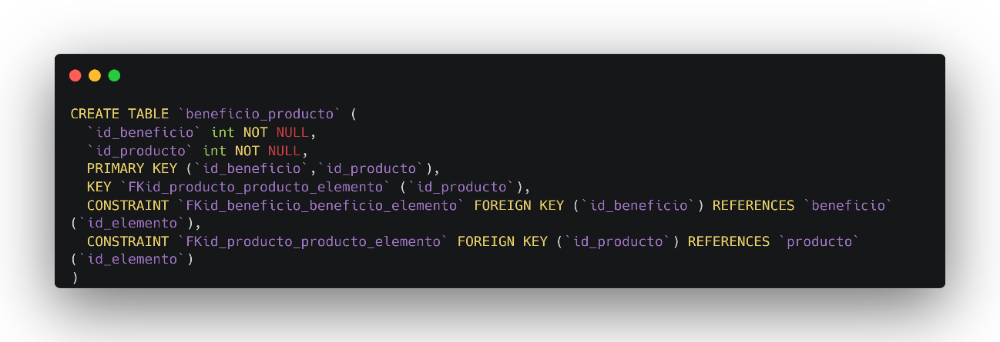 CREATE TABLE `beneficio_producto` (
  `id_beneficio` int NOT NULL,
  `id_producto` int NOT NULL,
  PRIMARY KEY (`id_beneficio`,`id_producto`),
  KEY `FKid_producto_producto_elemento` (`id_producto`),
  CONSTRAINT `FKid_beneficio_beneficio_elemento` FOREIGN KEY (`id_beneficio`) REFERENCES `beneficio`
(`id_elemento`),
  CONSTRAINT `FKid_producto_producto_elemento` FOREIGN KEY (`id_producto`) REFERENCES `producto`
(`id_elemento`)
)